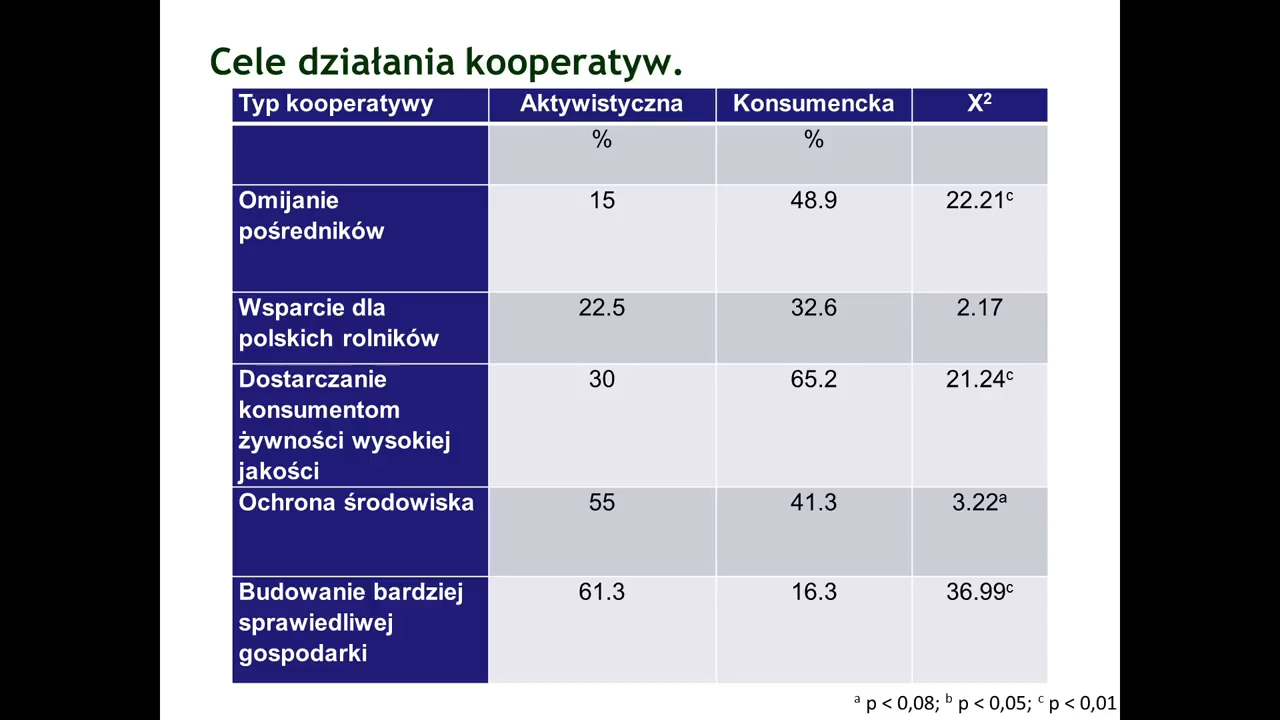 Cele działania kooperatyw.
Typ kooperatywy Aktywistyczna Konsumencka X²
% %
Omijanie 15 48.9 22.21ᶜ
pośredników
Wsparcie dla 22.5 32.6 2.17
polskich rolników
Dostarczanie 30 65.2 21.24ᶜ
konsumentom
żywności wysokiej
jakości
Ochrona środowiska 55 41.3 3.22ᵃ
Budowanie bardziej 61.3 16.3 36.99ᶜ
sprawiedliwej
gospodarki
ᵃ p < 0,08; ᵇ p < 0,05; ᶜ p < 0,01